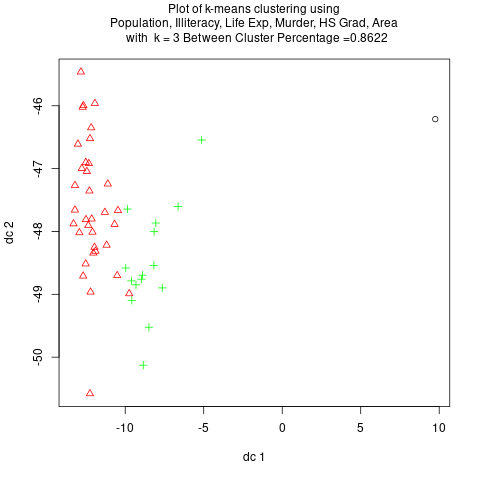 Plot of k-means clustering using
Population, Illiteracy, Life Exp, Murder, HS Grad, Area
with k = 3 Between Cluster Percentage =0.8622
-46
-47
-48
-49
-50
dc 2
-10 -5 0 5 10
dc 1